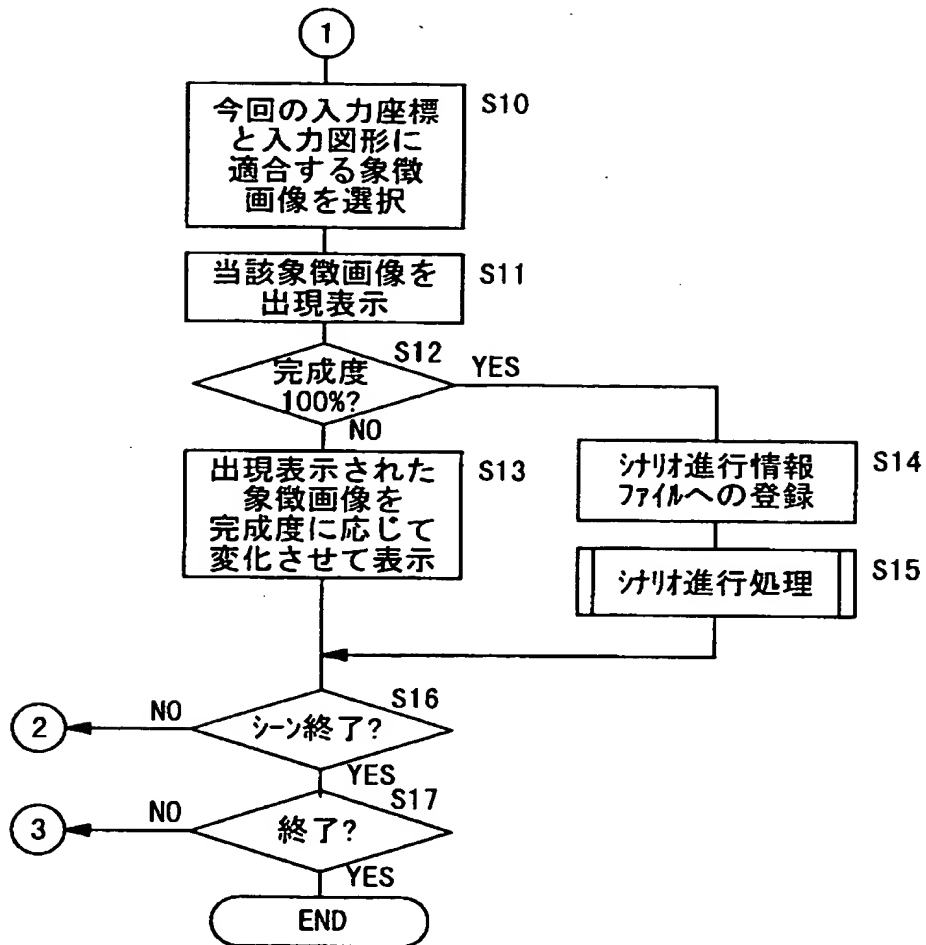 1
今回の入力座標
と入力図形に
適合する象徴
画像を選択
S10
当該象徴画像を
出現表示
S11
完成度
100%?
S12
YES
NO
出現表示された
象徴画像を
完成度に応じて
変化させて表示
S13
ｼﾅﾘｵ進行情報
ﾌｧｲﾙへの登録
S14
ｼﾅﾘｵ進行処理
S15
ｼｰﾝ終了?
S16
NO
2
YES
終了?
S17
NO
3
YES
END